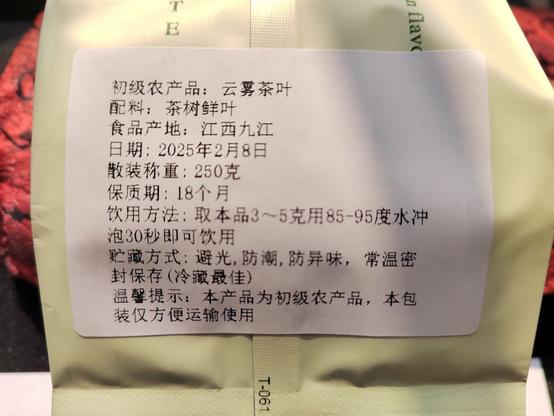 TE
n flavo
初级农产品: 云雾茶叶
配料: 茶树鲜叶
食品产地: 江西九江
日期: 2025年2月8日
散装称重: 250克
保质期: 18个月
饮用方法: 取本品3～5克用85-95度水冲
泡30秒即可饮用
贮藏方式: 避光,防潮,防异味, 常温密
封保存(冷藏最佳)
温馨提示: 本产品为初级农产品, 本包
装仅方便运输使用
T-061